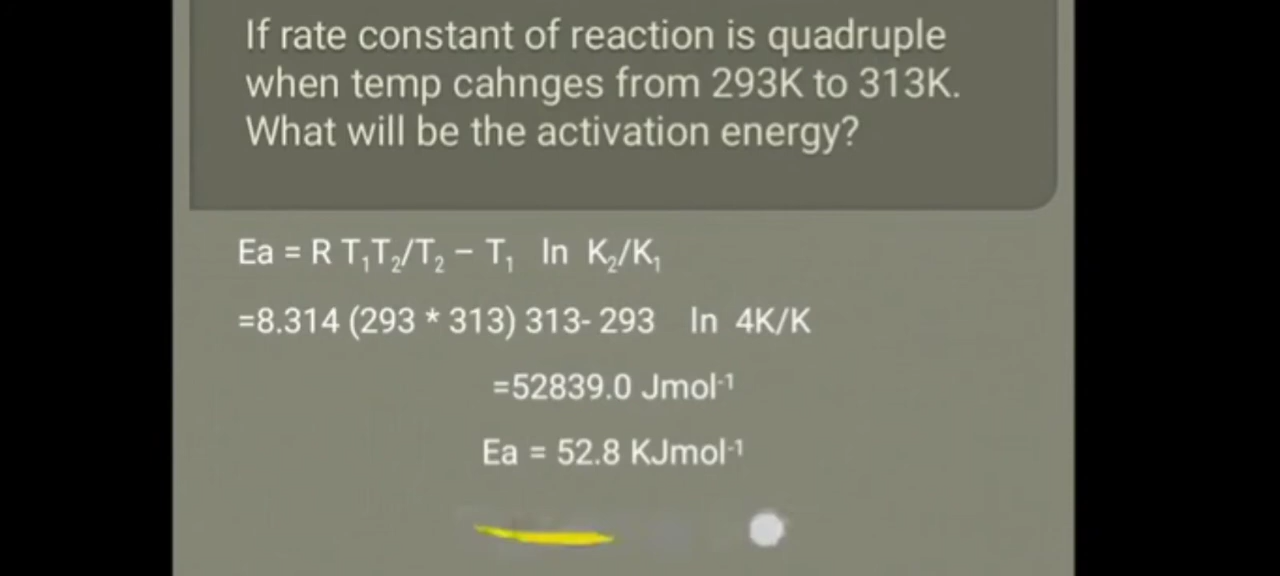 If rate constant of reaction is quadruple
when temp cahnges from 293K to 313K.
What will be the activation energy?
Ea = R T₁T₂/T₂ – T₁ ln K₂/K₁
=8.314 (293 * 313) 313- 293 ln 4K/K
=52839.0 Jmol⁻¹
Ea = 52.8 KJmol⁻¹